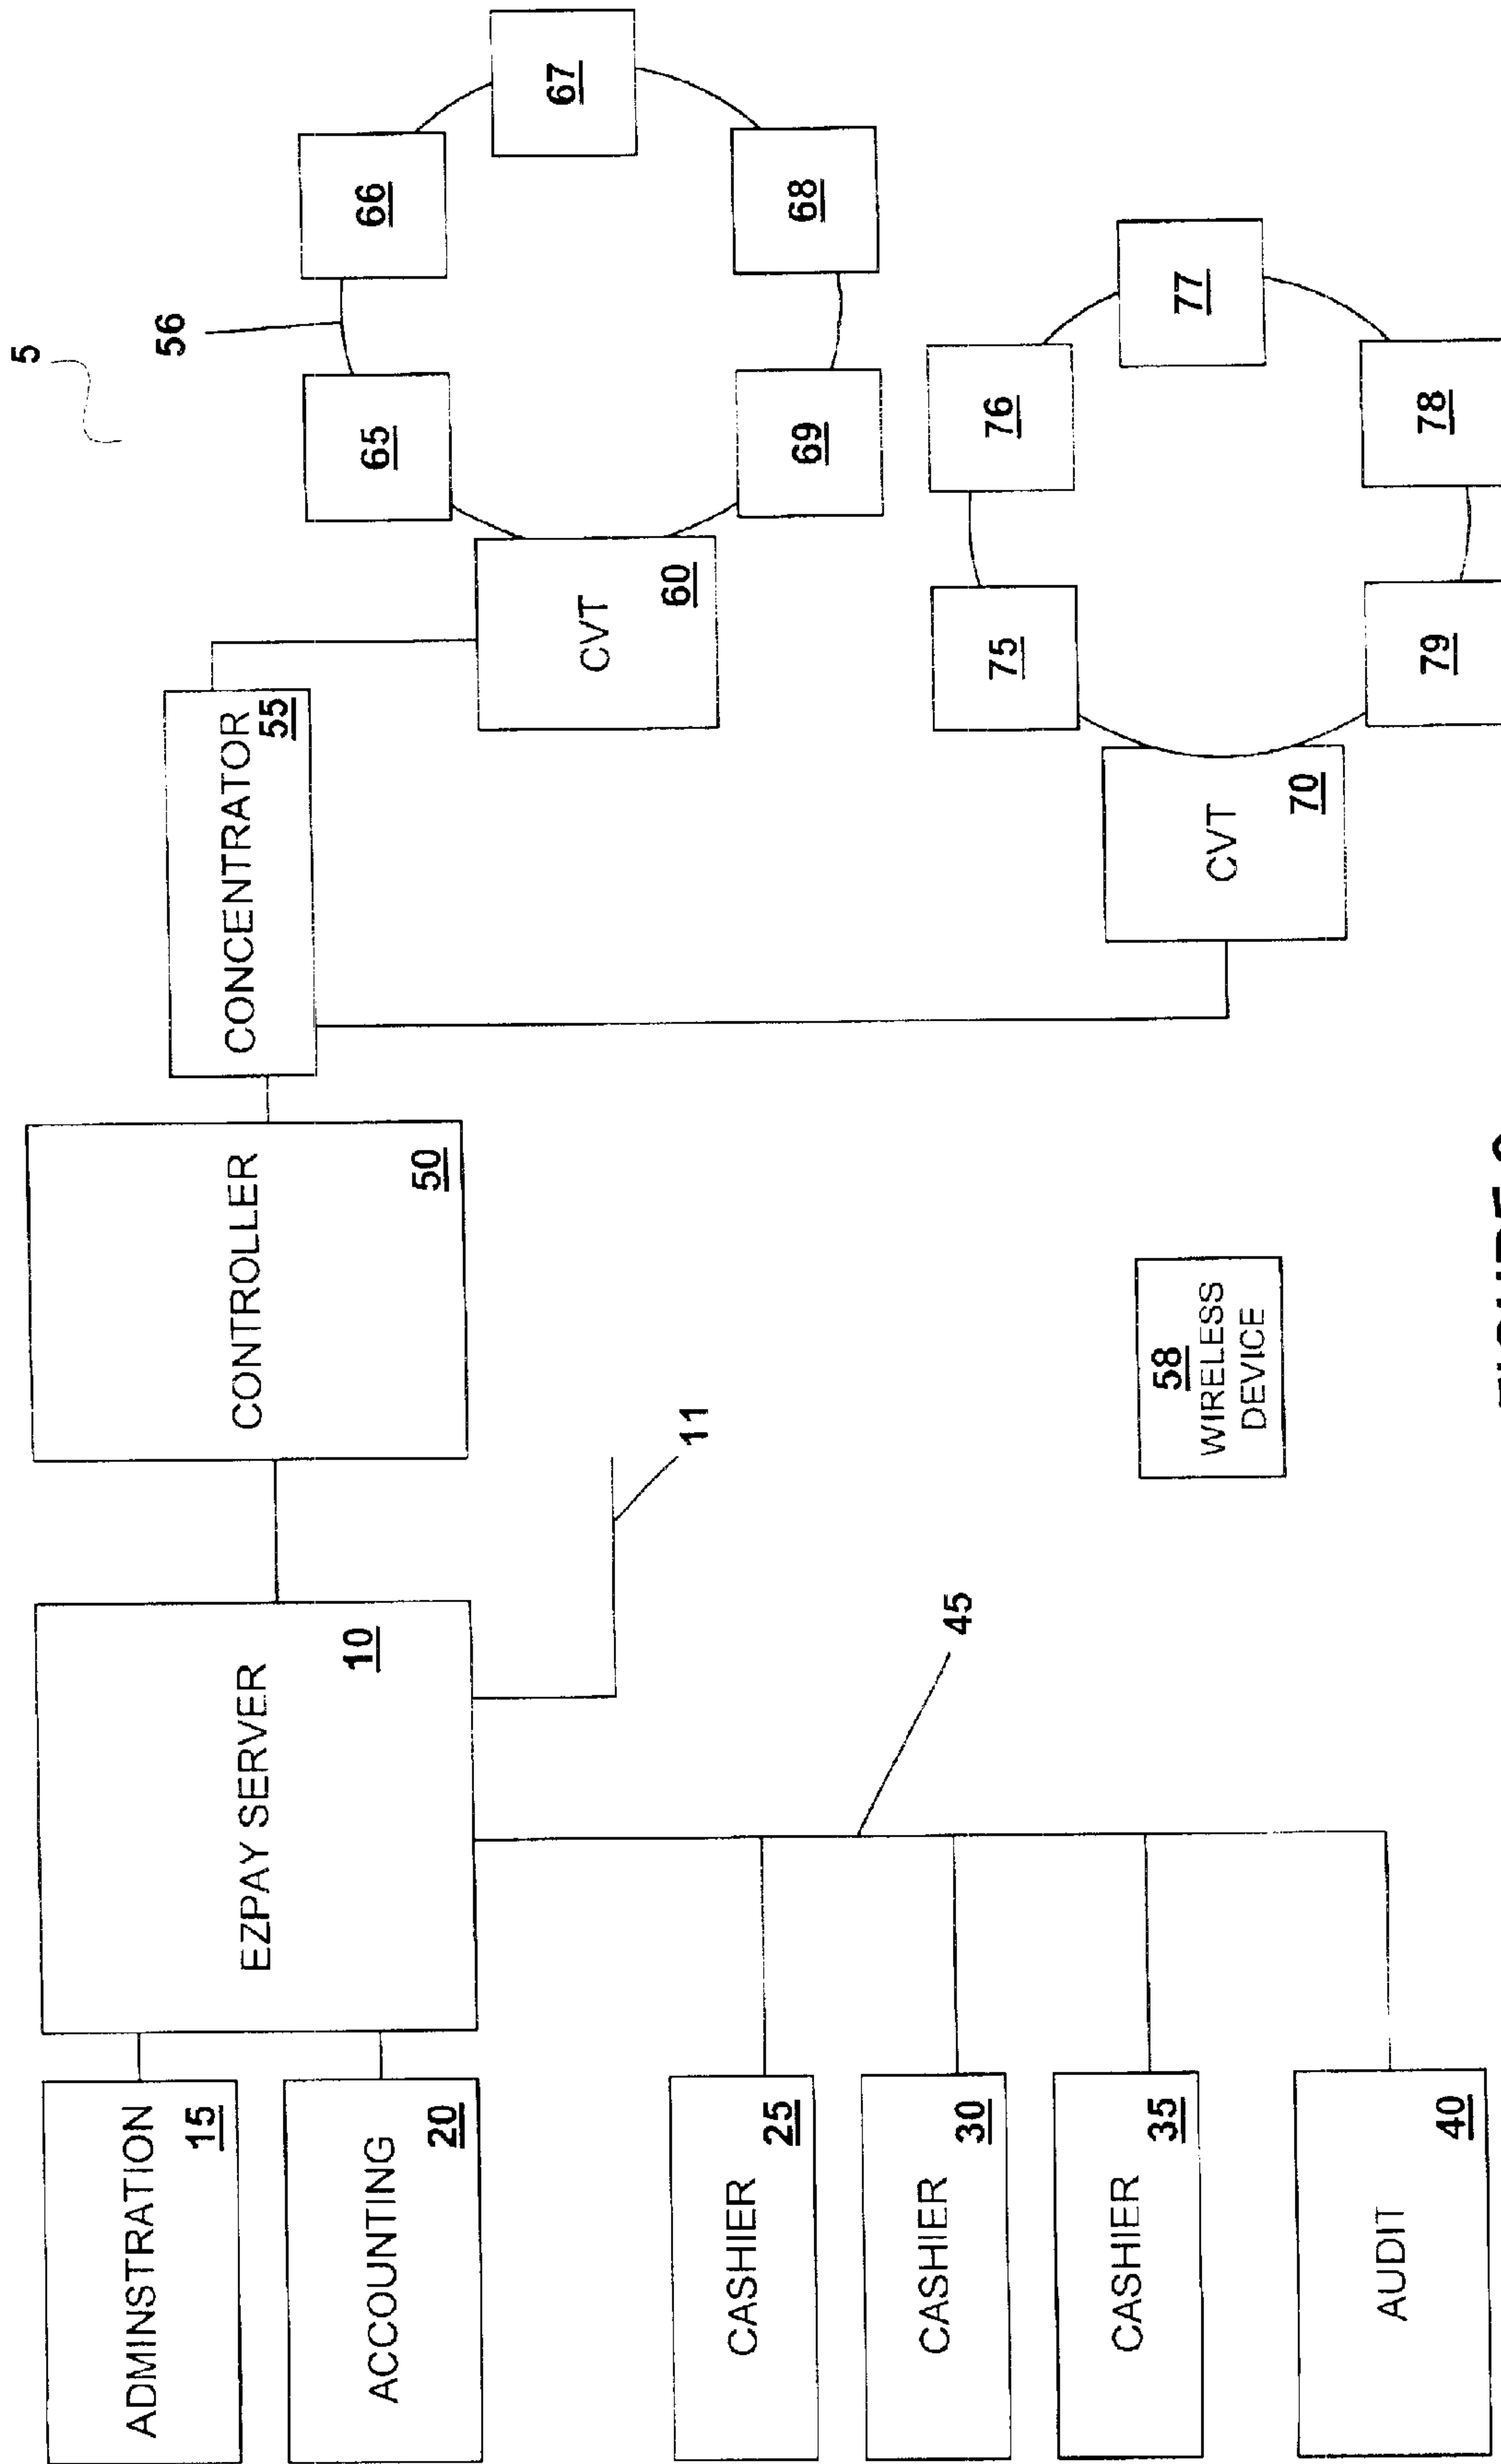 5
ADMINSTRATION
15
ACCOUNTING
20
EZPAY SERVER
10
CONTROLLER
50
CONCENTRATOR
55
56
65
66
67
68
69
CVT
60
11
45
CASHIER
25
CASHIER
30
CASHIER
35
AUDIT
40
58
WIRELESS
DEVICE
CVT
70
75
76
77
78
79
FIGURE